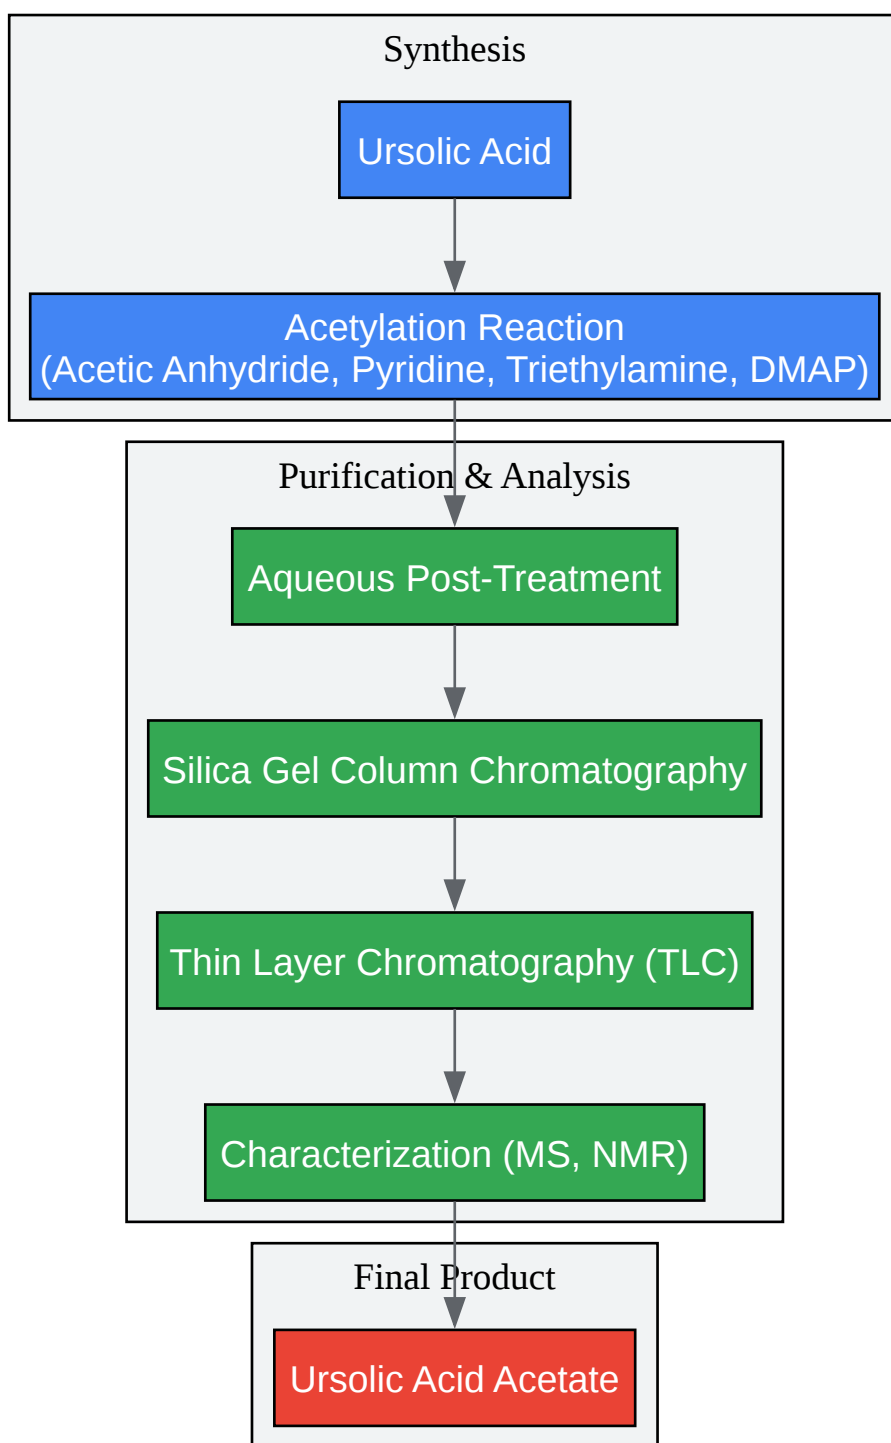 Synthesis
Ursolic Acid
Acetylation Reaction
(Acetic Anhydride, Pyridine, Triethylamine, DMAP)
Purification & Analysis
Aqueous Post-Treatment
Silica Gel Column Chromatography
Thin Layer Chromatography (TLC)
Characterization (MS, NMR)
Final Product
Ursolic Acid Acetate